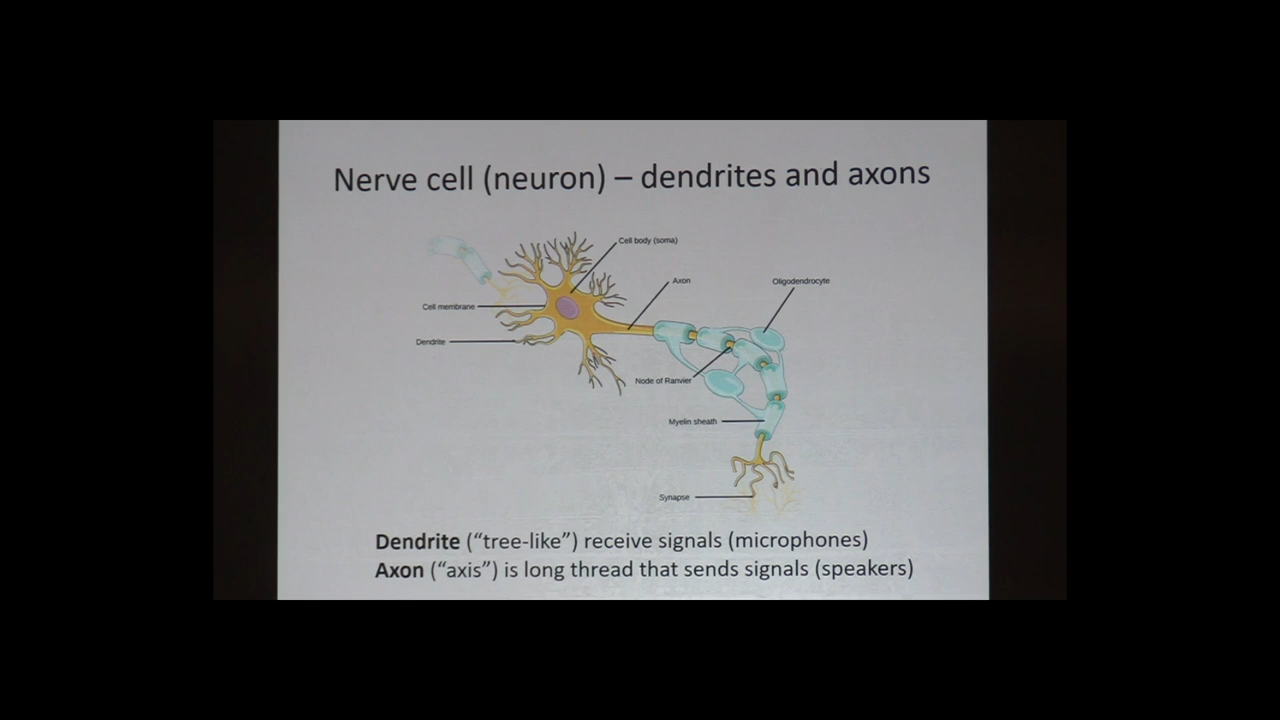 Nerve cell (neuron) – dendrites and axons
Cell body (soma)
Axon
Oligodendrocyte
Cell membrane
Dendrite
Node of Ranvier
Myelin sheath
Synapse
Dendrite (“tree-like”) receive signals (microphones)
Axon (“axis”) is long thread that sends signals (speakers)